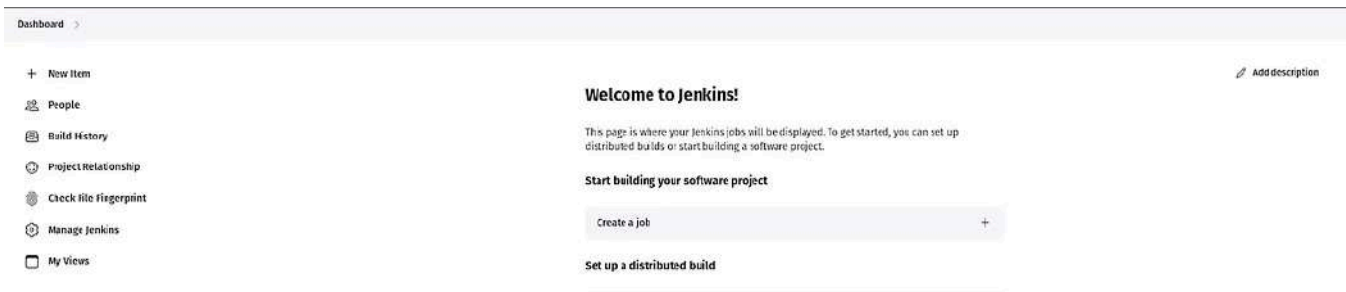 Dashboard >
+ New Item
People
Build History
Project Relationship
Check File Fingerprint
Manage Jenkins
My Views
Add description
Welcome to Jenkins!
This page is where your Jenkins jobs will be displayed. To get started, you can set up
distributed builds or start building a software project.
Start building your software project
Create a job +
Set up a distributed build